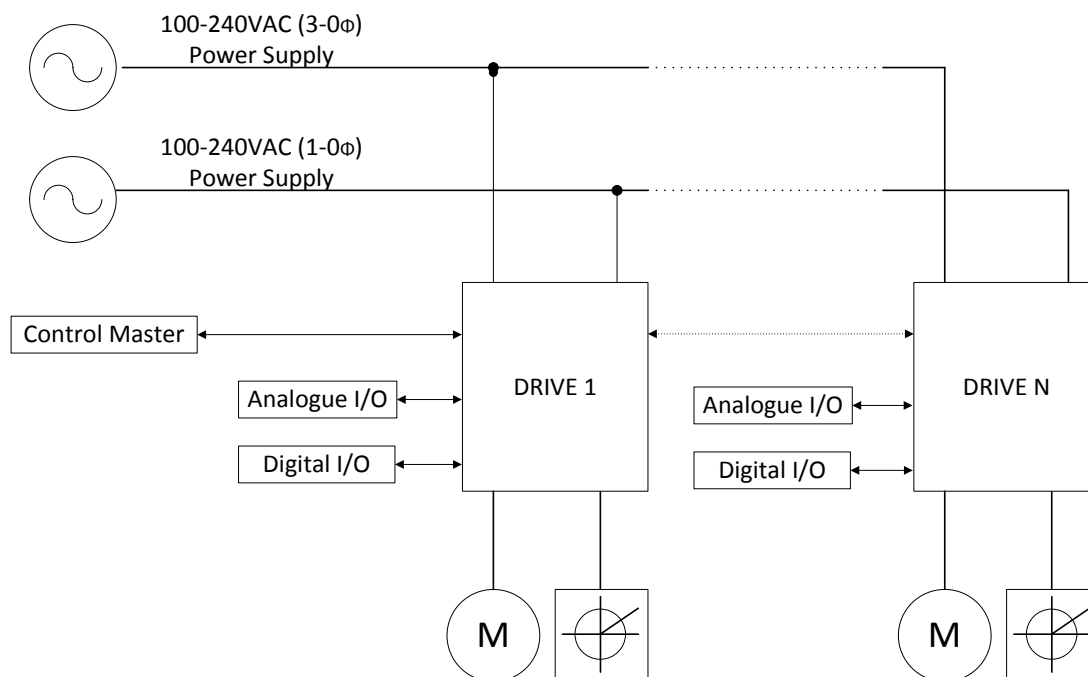 100-240VAC (3-0Φ)
Power Supply
100-240VAC (1-0Φ)
Power Supply
Control Master
Analogue I/O
Digital I/O
DRIVE 1
Analogue I/O
Digital I/O
DRIVE N
M
M